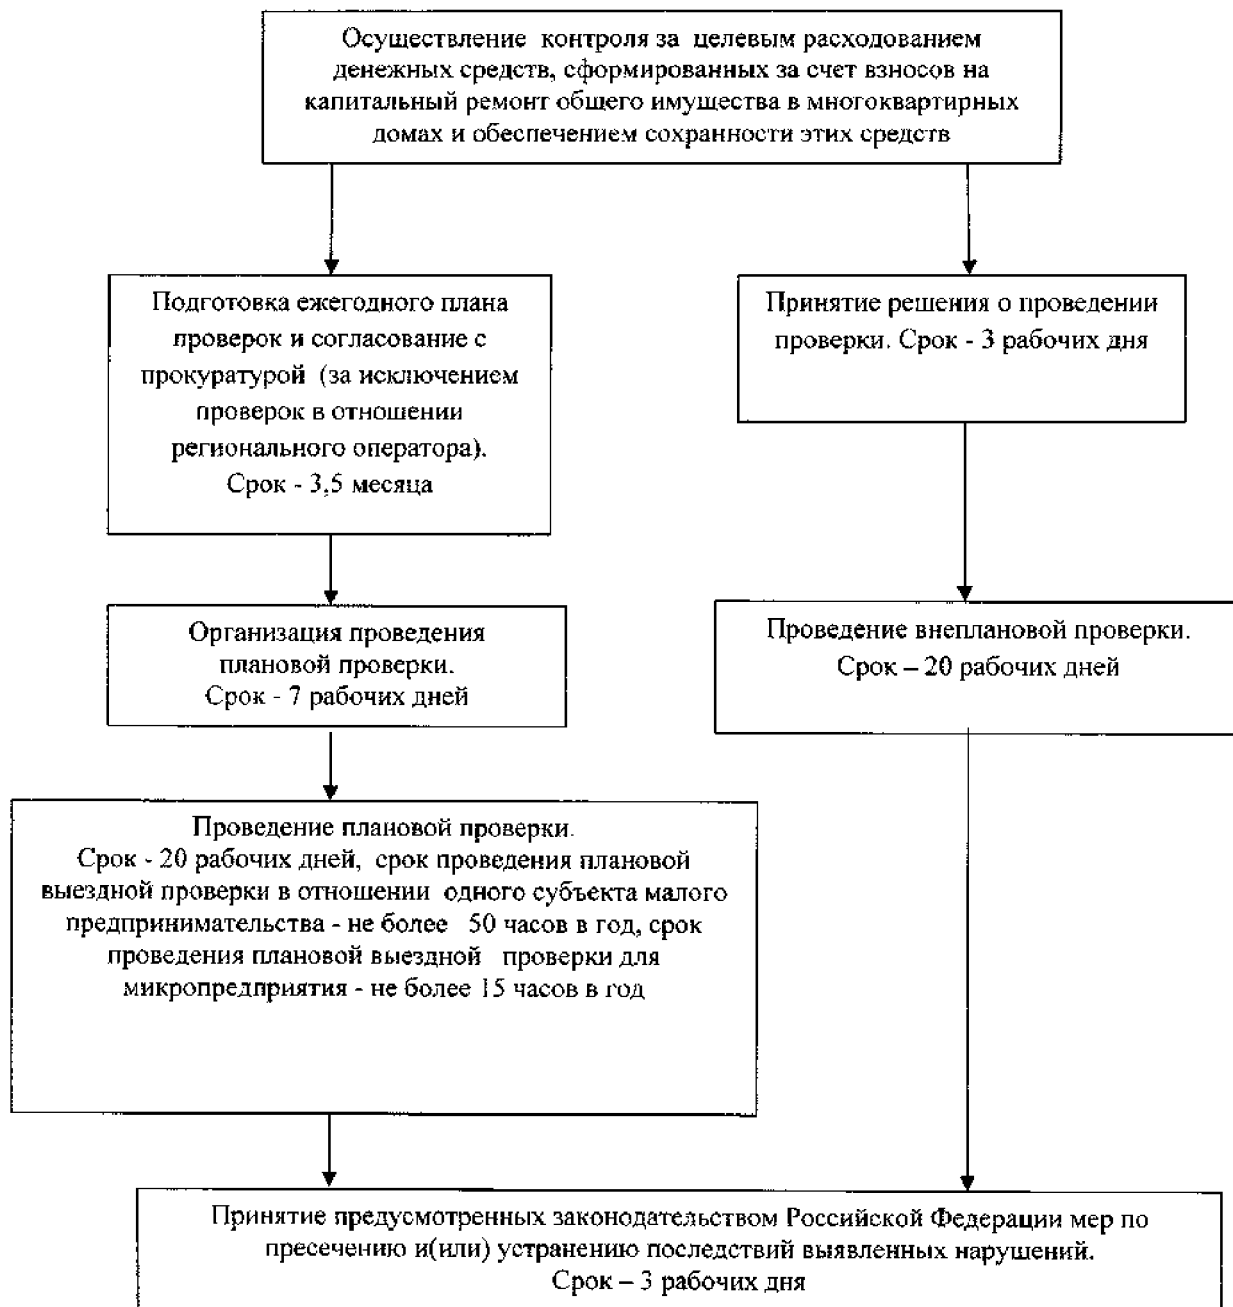 Осуществление контроля за целевым расходованием
денежных средств, сформированных за счет взносов на
капитальный ремонт общего имущества в многоквартирных
домах и обеспечением сохранности этих средств
Подготовка ежегодного плана
проверок и согласование с
прокуратурой (за исключением
проверок в отношении
регионального оператора).
Срок - 3,5 месяца
Принятие решения о проведении
проверки. Срок - 3 рабочих дня
Организация проведения
плановой проверки.
Срок - 7 рабочих дней
Проведение внеплановой проверки.
Срок – 20 рабочих дней
Проведение плановой проверки.
Срок - 20 рабочих дней, срок проведения плановой
выездной проверки в отношении одного субъекта малого
предпринимательства - не более 50 часов в год, срок
проведения плановой выездной проверки для
микропредприятия - не более 15 часов в год
Принятие предусмотренных законодательством Российской Федерации мер по
пресечению и(или) устранению последствий выявленных нарушений.
Срок – 3 рабочих дня